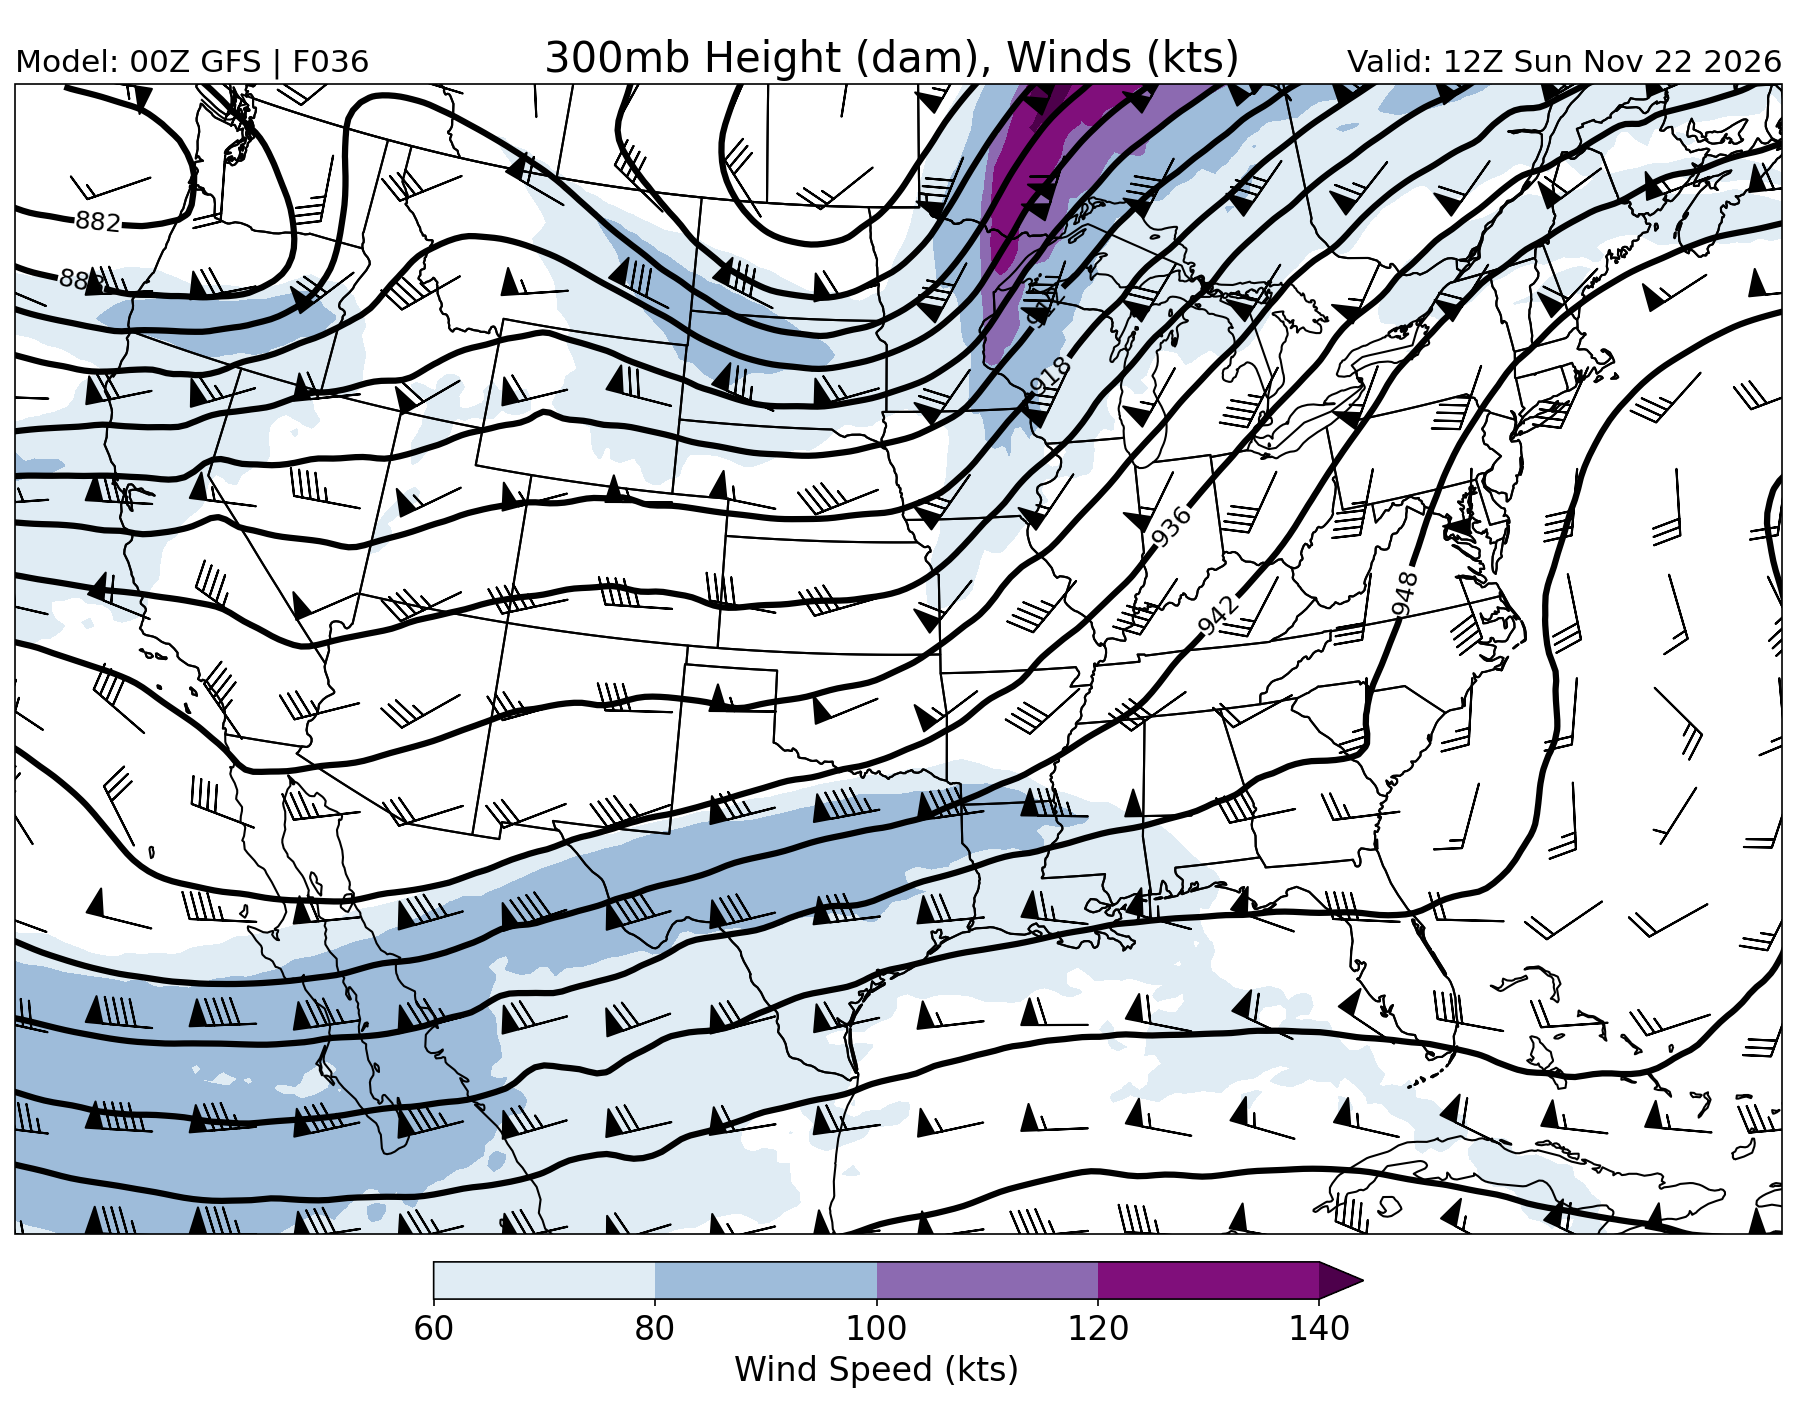 Model: 00Z GFS | F036
300mb Height (dam), Winds (kts)
Valid: 12Z Sun Nov 22 2026
882
918
936
942
948
60 80 100 120 140
Wind Speed (kts)